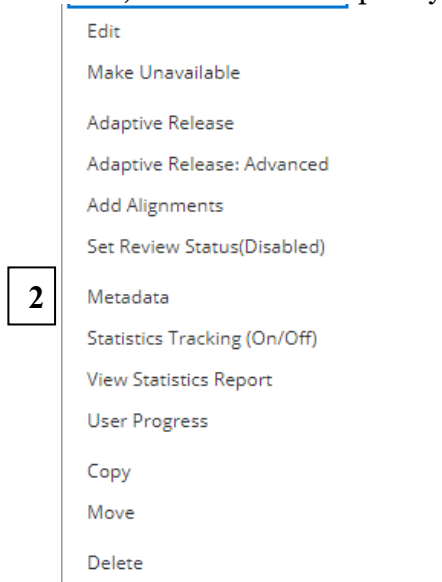 Edit
Make Unavailable
Adaptive Release
Adaptive Release: Advanced
Add Alignments
Set Review Status(Disabled)
2
Metadata
Statistics Tracking (On/Off)
View Statistics Report
User Progress
Copy
Move
Delete